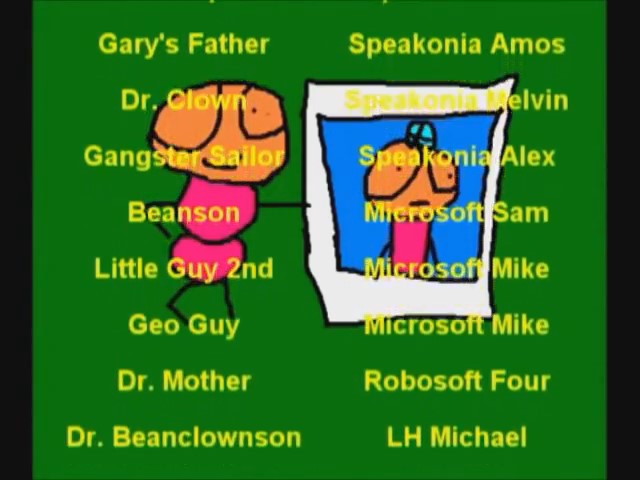 Gary's Father Speakonia Amos
Dr. Clown Speakonia Melvin
Gangster Sailor Speakonia Alex
Beanson Microsoft Sam
Little Guy 2nd Microsoft Mike
Geo Guy Microsoft Mike
Dr. Mother Robosoft Four
Dr. Beanclownson LH Michael